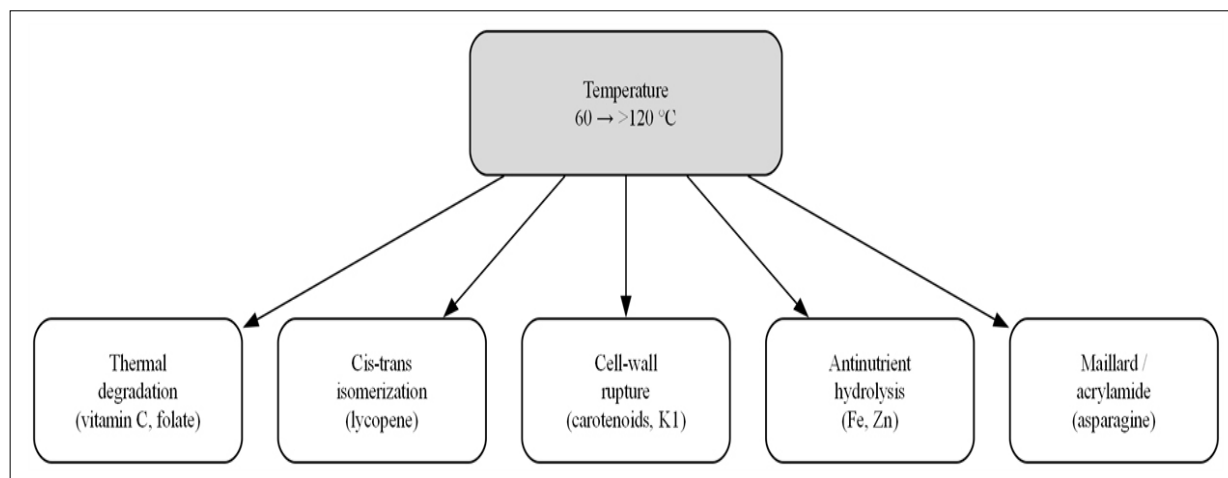 Temperature
60 → >120 °C
Thermal
degradation
(vitamin C, folate)
Cis-trans
isomerization
(lycopene)
Cell-wall
rupture
(carotenoids, K1)
Antinutrient
hydrolysis
(Fe, Zn)
Maillard /
acrylamide
(asparagine)